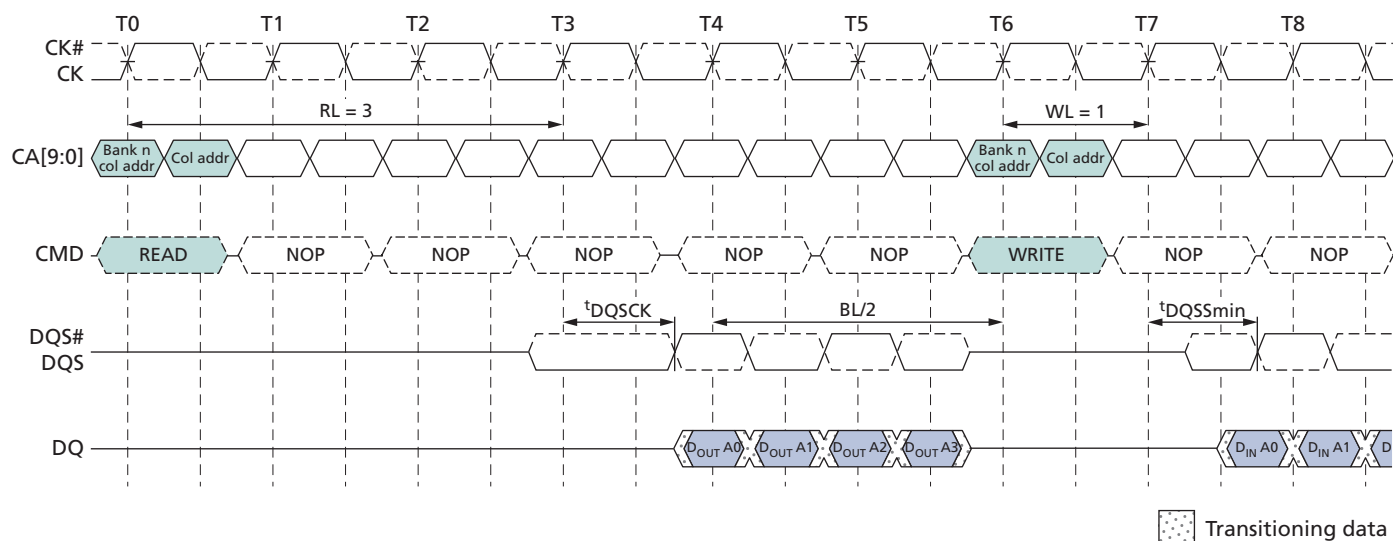 T0 T1 T2 T3 T4 T5 T6 T7 T8
CK#
CK
RL = 3 WL = 1
CA[9:0] Bank n col addr Col addr Bank n col addr Col addr
CMD READ NOP NOP NOP NOP NOP WRITE NOP NOP
tDQSCK BL/2 tDQSSmin
DQS#
DQS
DQ DOUT A0 DOUT A1 DOUT A2 DOUT A3 DIN A0 DIN A1 D
Transitioning data